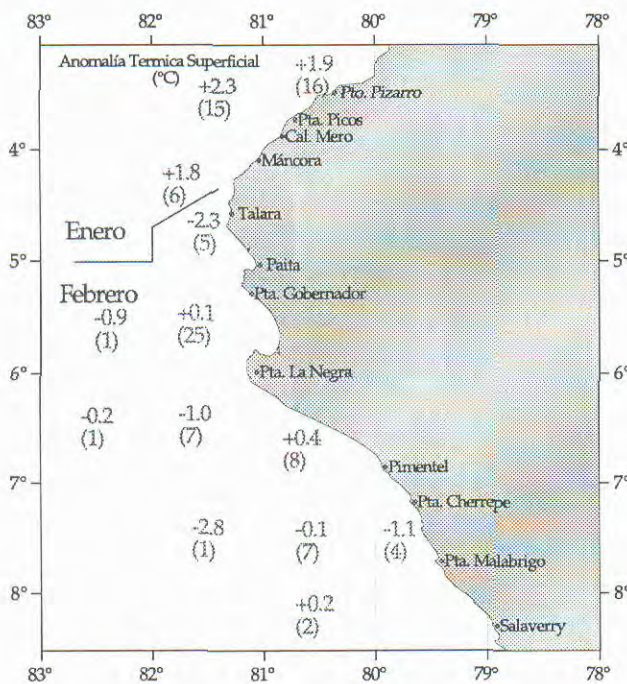 83° 82° 81° 80° 79° 78°
Anomalía Termica Superficial
(°C)
+1.9
(16)
+2.3
(15)
Pto. Pizarro
Pta. Picos
Cal. Mero
4°
4°
Máncora
+1.8
(6)
Talara
-2.3
(5)
Enero
5°
5°
Paita
Febrero
Pta. Gobernador
-0.9
(1)
+0.1
(25)
6°
6°
Pta. La Negra
-0.2
(1)
-1.0
(7)
+0.4
(8)
Pimentel
7°
7°
Pta. Cherrepe
-2.8
(1)
-0.1
(7)
-1.1
(4)
Pta. Malabrigo
8°
8°
+0.2
(2)
Salaverry
83° 82° 81° 80° 79° 78°